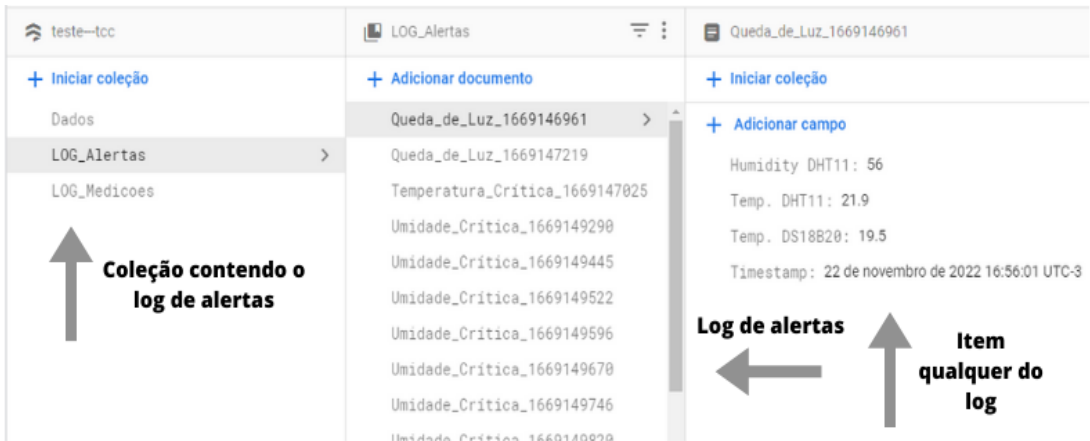 teste--tcc
Iniciar coleção
Dados
LOG_Alertas
LOG_Medicoes
Coleção contendo o
log de alertas
LOG_Alertas
Adicionar documento
Queda_de_Luz_1669146961
Queda_de_Luz_1669147219
Temperatura_Crítica_1669147025
Umidade_Crítica_1669149290
Umidade_Crítica_1669149445
Umidade_Crítica_1669149522
Umidade_Crítica_1669149596
Umidade_Crítica_1669149670
Umidade_Crítica_1669149746
Umidade_Crítica_1669149820
Queda_de_Luz_1669146961
Iniciar coleção
Adicionar campo
Humidity DHT11: 56
Temp. DHT11: 21.9
Temp. DS18B20: 19.5
Timestamp: 22 de novembro de 2022 16:56:01 UTC-3
Log de alertas
Item
qualquer do
log